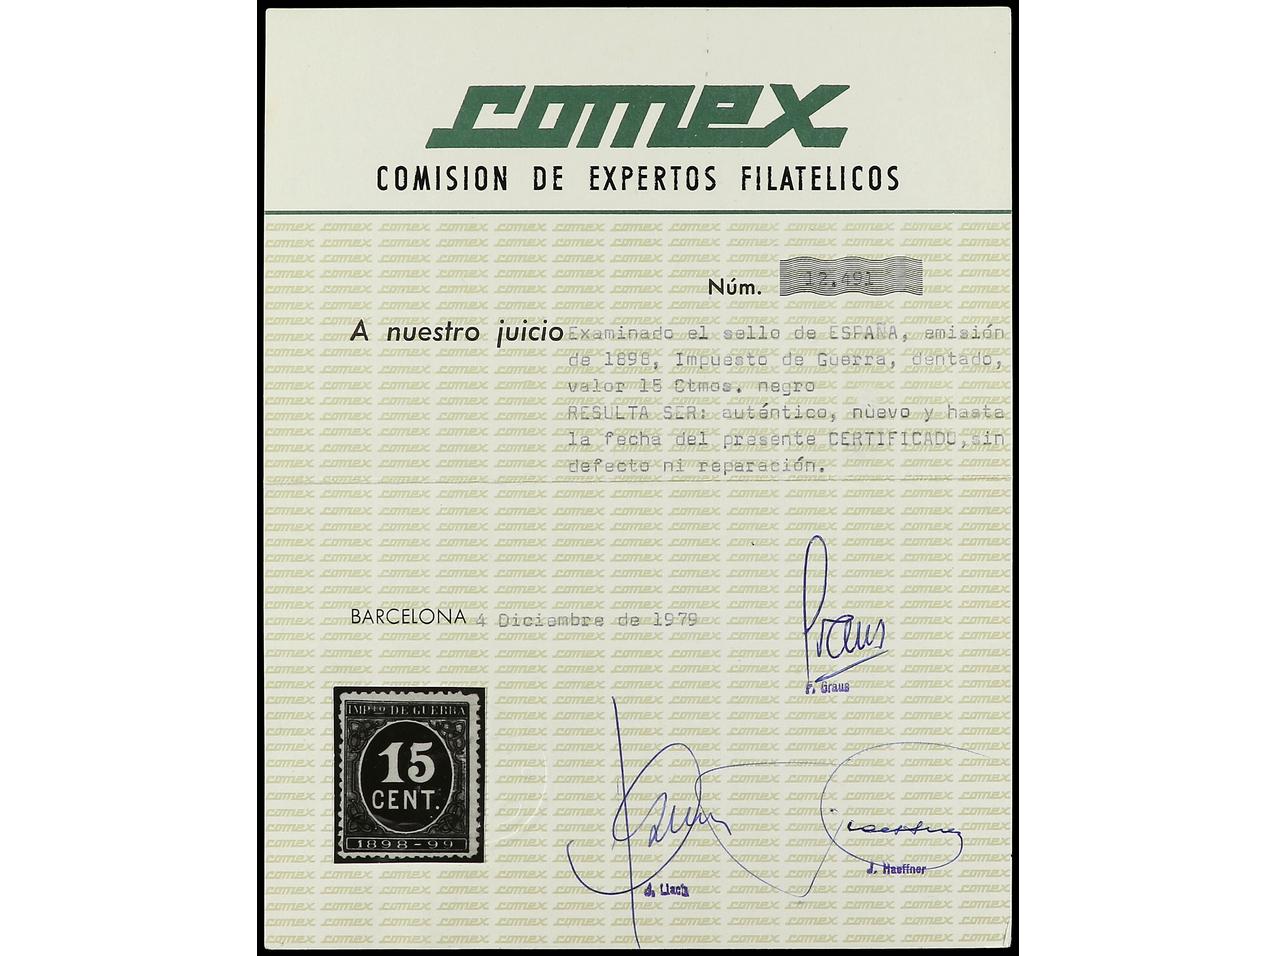 comex
COMISION DE EXPERTOS FILATELICOS
Núm. 12.491
A nuestro juicio Examinado el sello de ESPAÑA, emisión
de 1898, Impuesto de Guerra, dentado,
valor 15 Ctmos. negro
RESULTA SER: auténtico, nuevo y hasta
la fecha del presente CERTIFICADO, sin
defecto ni reparación.
BARCELONA 4 Diciembre de 1979
F. Graus
IMPTO DE GUERRA
15
CENT.
1898-99
J. Llach
J. Haeffner